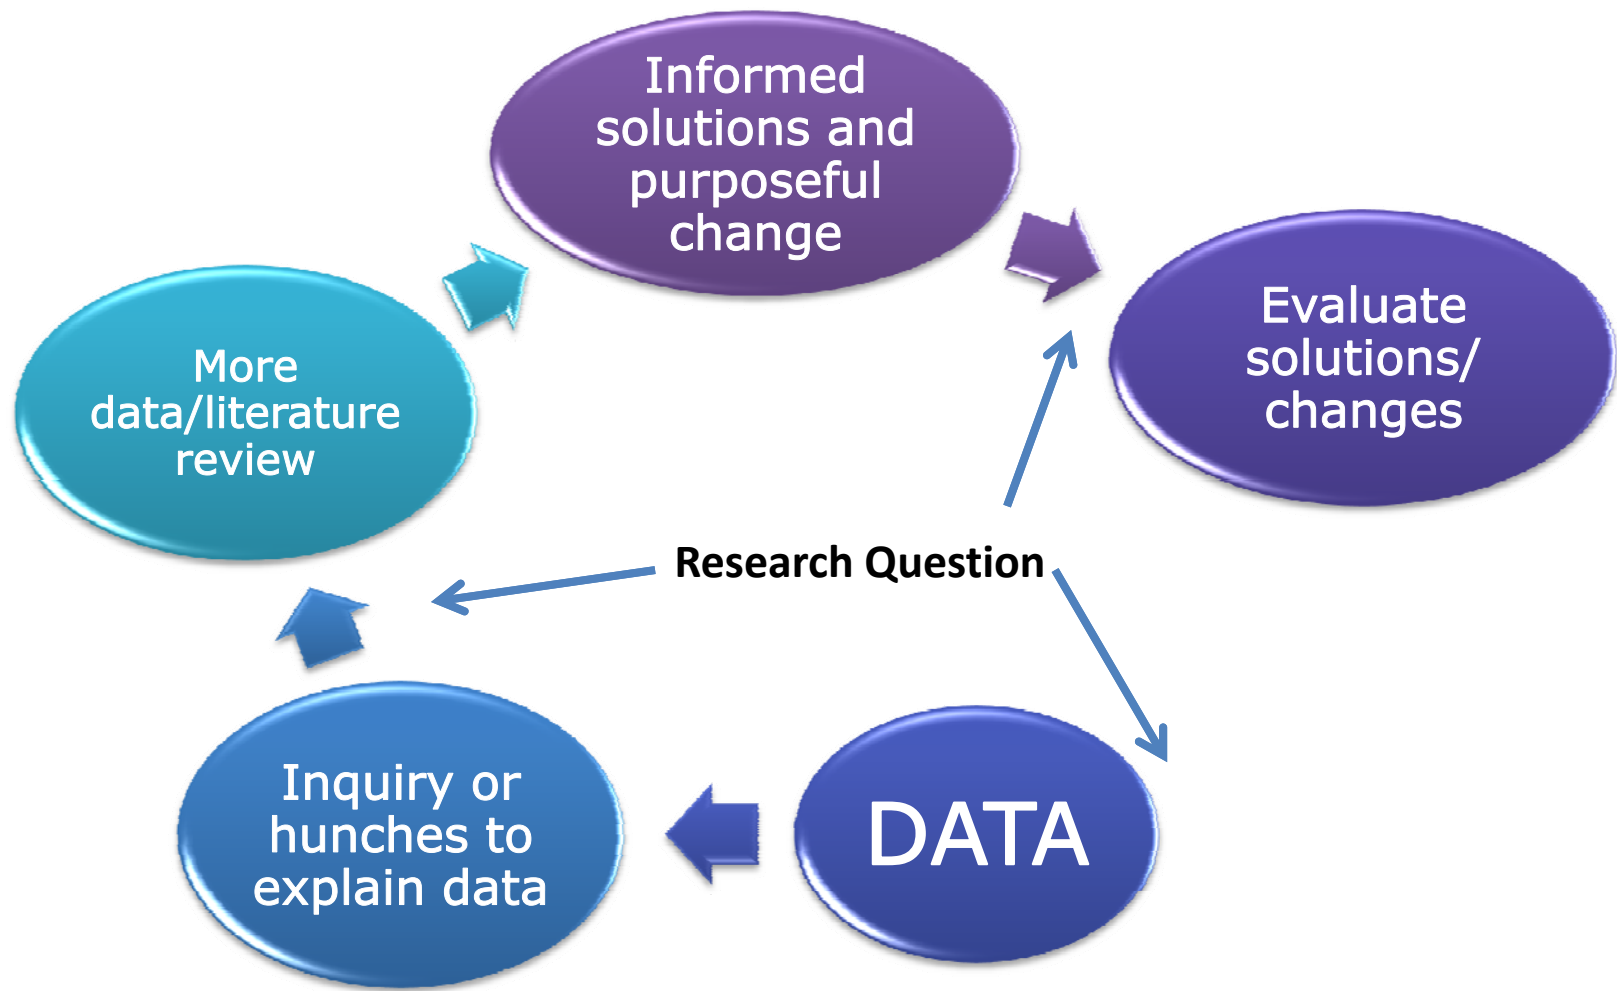 Informed
solutions and
purposeful
change
Evaluate
solutions/
changes
More
data/literature
review
Research Question
Inquiry or
hunches to
explain data
DATA